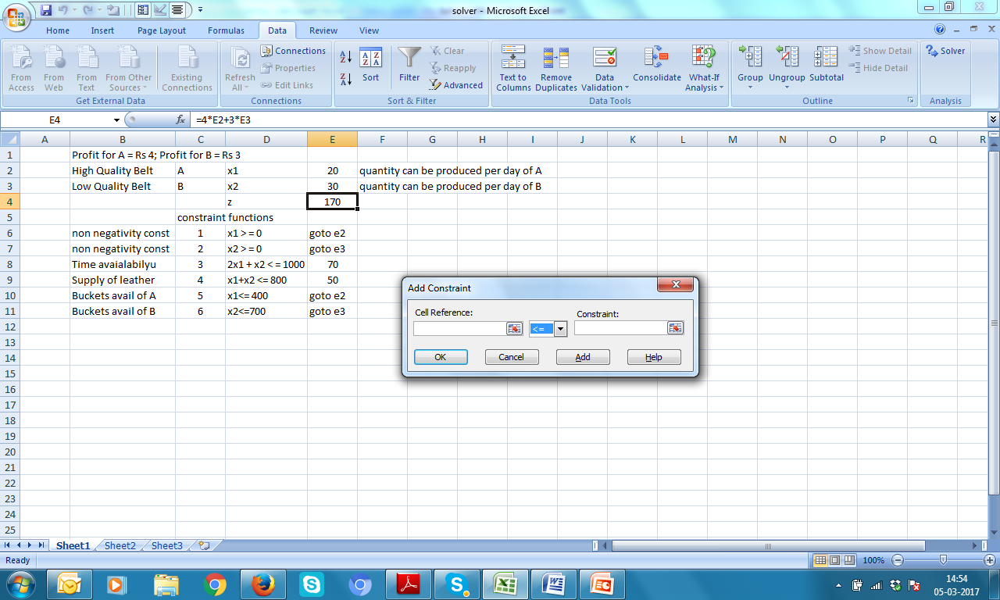 solver - Microsoft Excel
Home Insert Page Layout Formulas Data Review View
From Access
From Web
From Text
From Other Sources
Existing Connections
Get External Data
Refresh All
Connections
Properties
Edit Links
Connections
Sort
Filter
Clear
Reapply
Advanced
Sort & Filter
Text to Columns
Remove Duplicates
Data Validation
Consolidate
What-If Analysis
Data Tools
Group
Ungroup
Subtotal
Show Detail
Hide Detail
Outline
Solver
Analysis
E4 fx =4*E2+3*E3
A B C D E F G H I J K L M N O P Q R
1 Profit for A = Rs 4; Profit for B = Rs 3
2 High Quality Belt A x1 20 quantity can be produced per day of A
3 Low Quality Belt B x2 30 quantity can be produced per day of B
4 z 170
5 constraint functions
6 non negativity const 1 x1 > = 0 goto e2
7 non negativity const 2 x2 > = 0 goto e3
8 Time avaialabilyu 3 2x1 + x2 < = 1000 70
9 Supply of leather 4 x1+x2 <= 800 50
10 Buckets avail of A 5 x1<= 400 goto e2
11 Buckets avail of B 6 x2<=700 goto e3
12
13
14
15
16
17
18
19
20
21
22
23
24
25
Add Constraint
Cell Reference: Constraint:
<=
OK Cancel Add Help
Sheet1 Sheet2 Sheet3
Ready 100%
14:54
05-03-2017